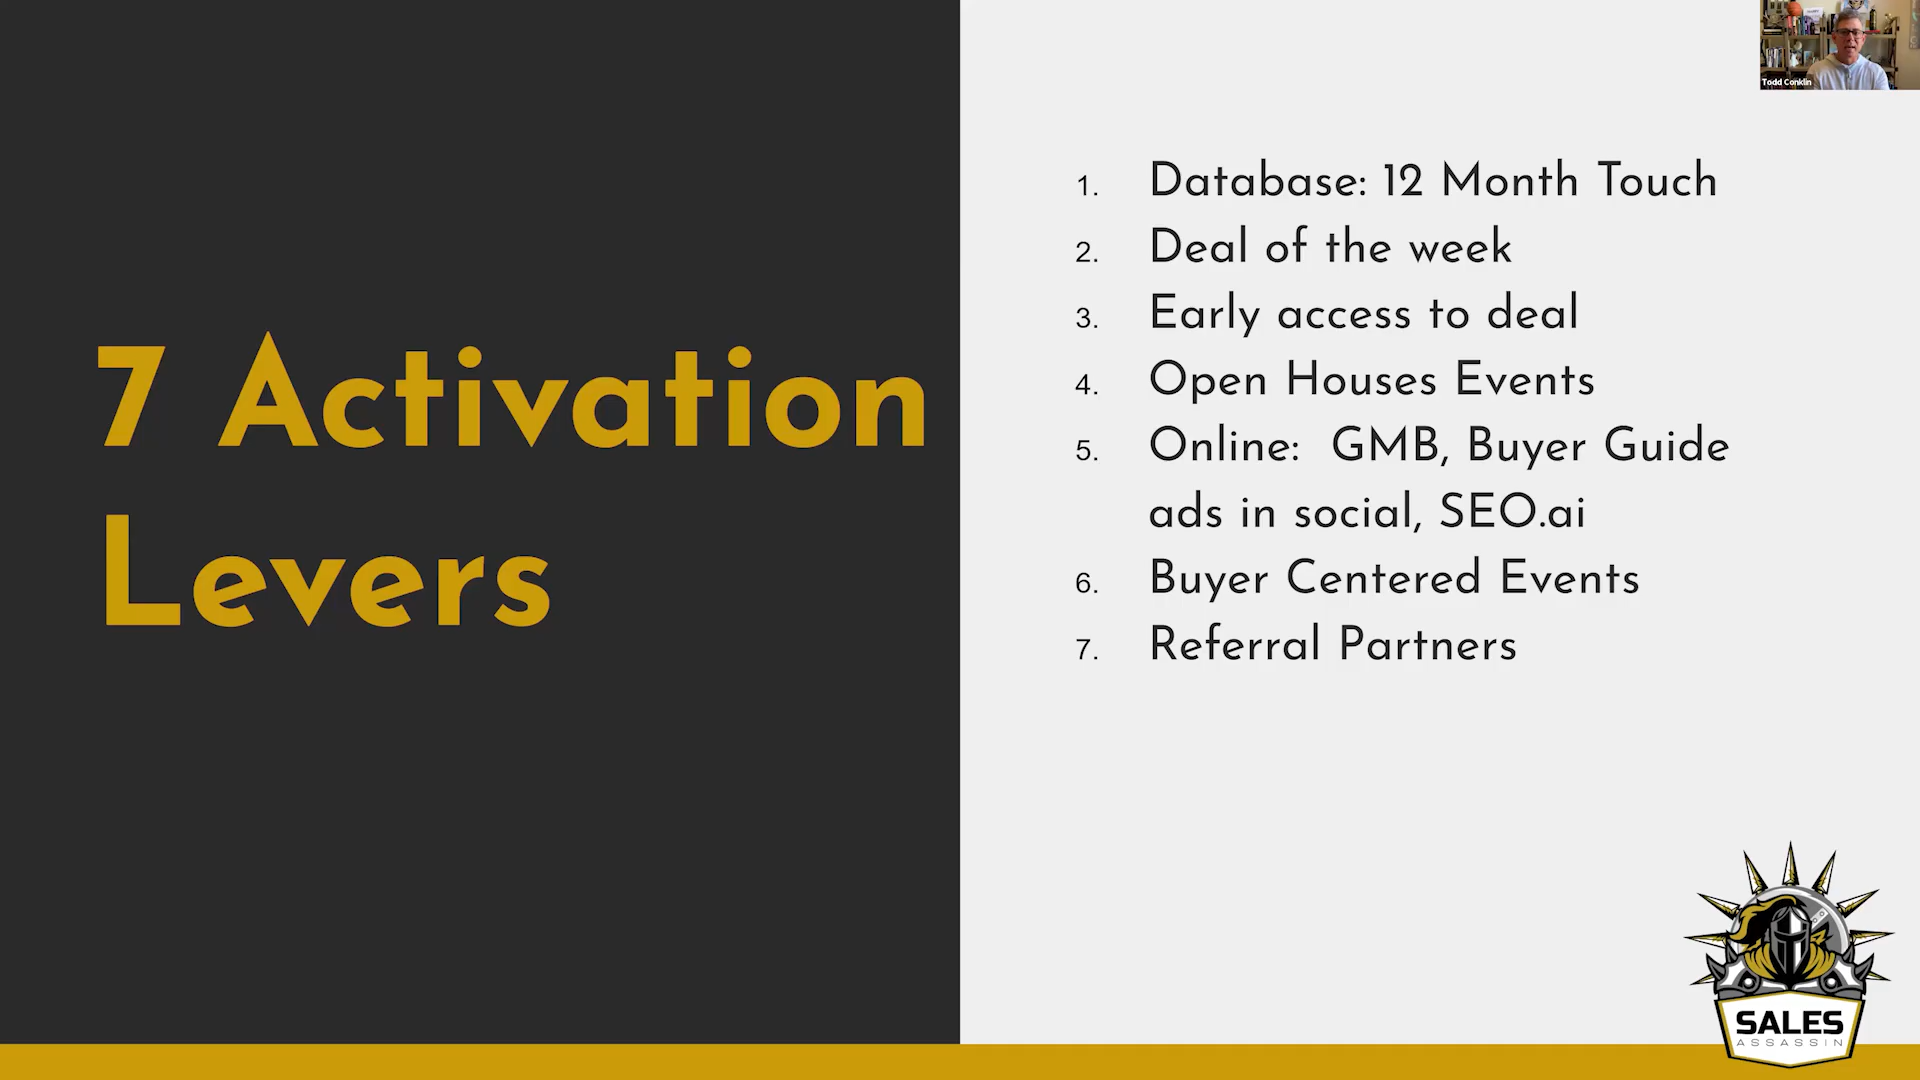 Todd Conklin
7 Activation
Levers
1. Database: 12 Month Touch
2. Deal of the week
3. Early access to deal
4. Open Houses Events
5. Online:  GMB, Buyer Guide
ads in social, SEO.ai
6. Buyer Centered Events
7. Referral Partners
SALES
ASSASSIN